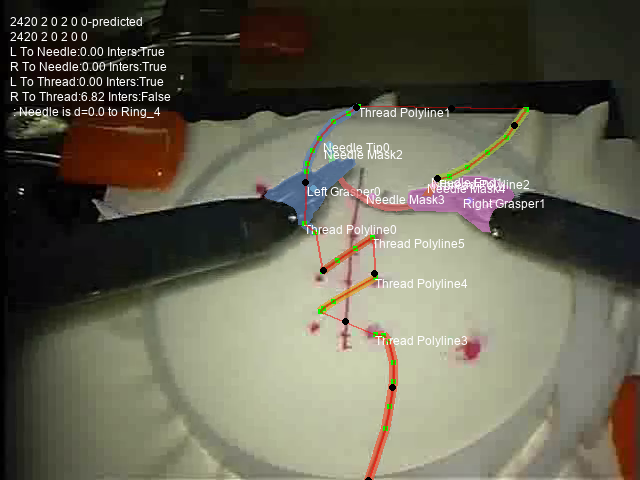 2420 2 0 2 0 0-predicted
2420 2 0 2 0 0
L To Needle:0.00 Inters:True
R To Needle:0.00 Inters:True
L To Thread:0.00 Inters:True
R To Thread:6.82 Inters:False
: Needle is d=0.0 to Ring_4
Thread Polyline1
Needle Tip0
Needle Mask2
Left Grasper0
Needle Mask3
Right Grasper1
Thread Polyline0
Thread Polyline5
Thread Polyline4
Thread Polyline3